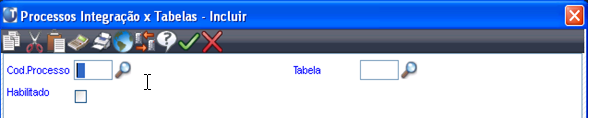 Processos Integração x Tabelas - Incluir
Cod.Processo Tabela
Habilitado